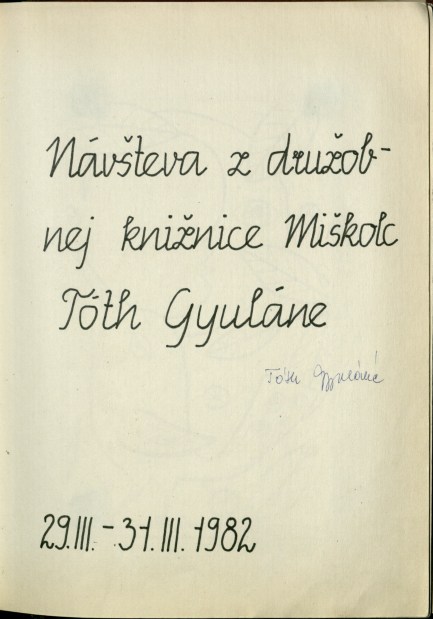 Návšteva z družob-
nej knižnice Miškolc
Tóth Gyuláne
Tóth Gyuláné
29.III. - 31.III. 1982